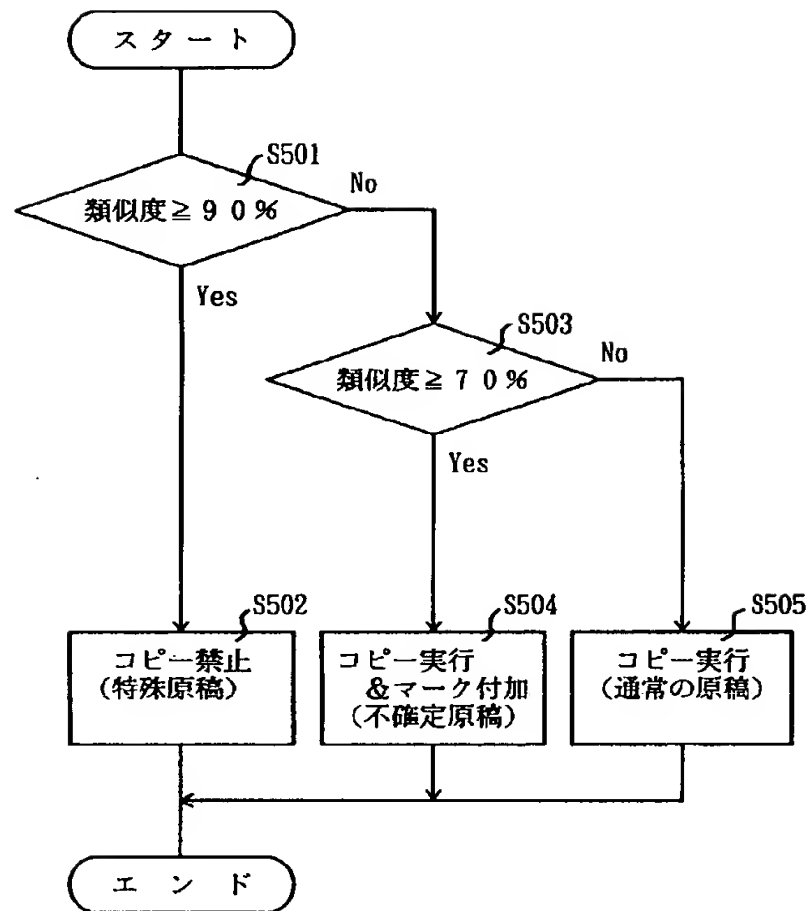 スタート
S501
類似度≧90%
No
Yes
S503
類似度≧70%
No
Yes
S502
コピー禁止
(特殊原稿)
S504
コピー実行
&マーク付加
(不確定原稿)
S505
コピー実行
(通常の原稿)
エンド